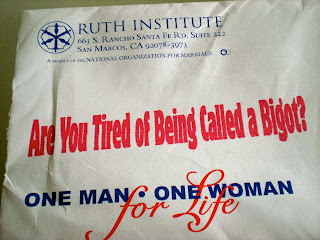 RUTH INSTITUTE
663 S. RANCHO SANTA FE RD. SUITE 222
SAN MARCOS, CA 92078-3973
A PROJECT OF THE NATIONAL ORGANIZATION FOR MARRIAGE
Are You Tired of Being Called a Bigot?
ONE MAN • ONE WOMAN
for Life